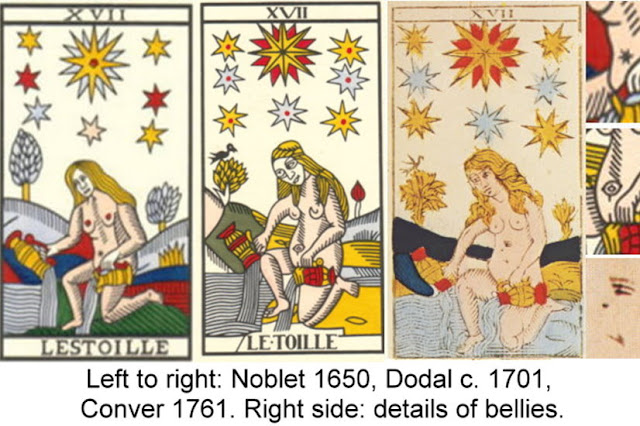 XVII
LESTOILLE
XVII
LE·TOILLE
XVII
Left to right: Noblet 1650, Dodal c. 1701,
Conver 1761. Right side: details of bellies.